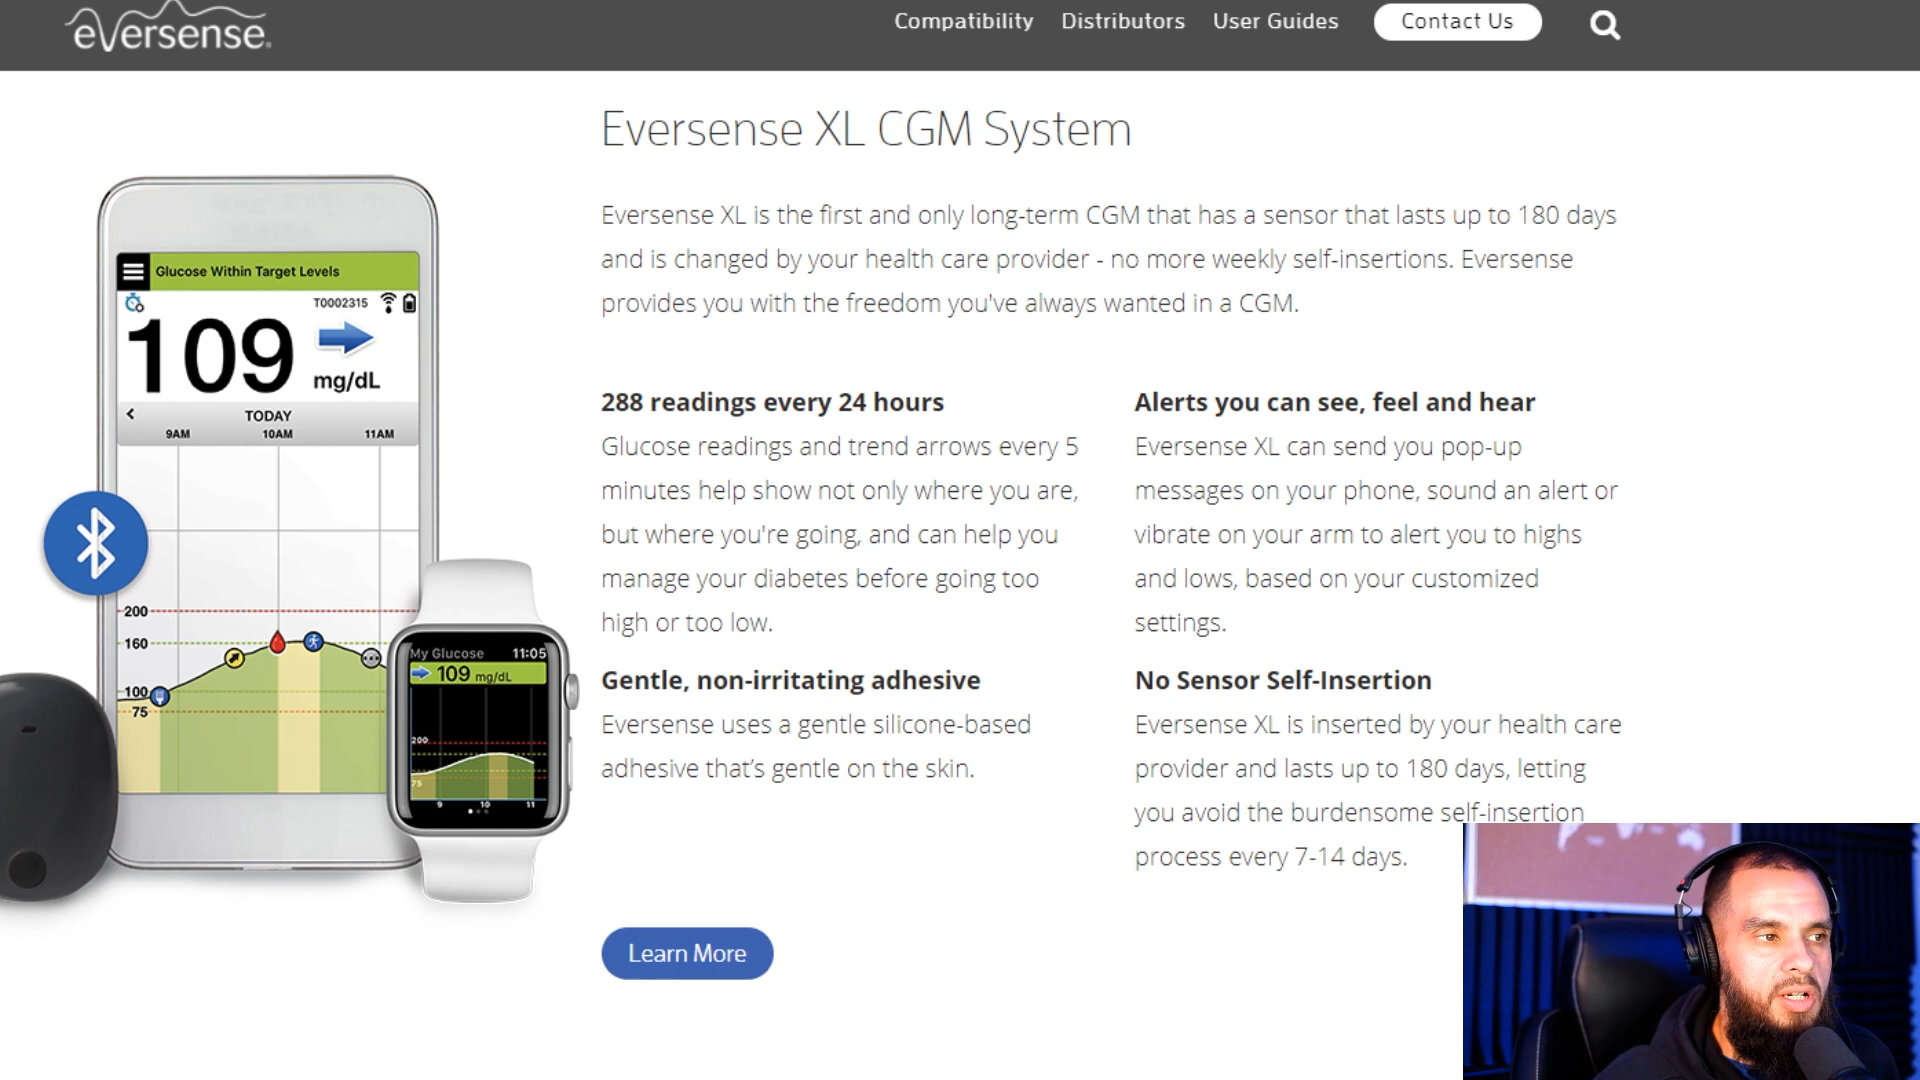 eversense.
Compatibility
Distributors
User Guides
Contact Us
Eversense XL CGM System
Eversense XL is the first and only long-term CGM that has a sensor that lasts up to 180 days
and is changed by your health care provider - no more weekly self-insertions. Eversense
provides you with the freedom you've always wanted in a CGM.
288 readings every 24 hours
Glucose readings and trend arrows every 5
minutes help show not only where you are,
but where you're going, and can help you
manage your diabetes before going too
high or too low.
Alerts you can see, feel and hear
Eversense XL can send you pop-up
messages on your phone, sound an alert or
vibrate on your arm to alert you to highs
and lows, based on your customized
settings.
Gentle, non-irritating adhesive
Eversense uses a gentle silicone-based
adhesive that's gentle on the skin.
No Sensor Self-Insertion
Eversense XL is inserted by your health care
provider and lasts up to 180 days, letting
you avoid the burdensome self-insertion
process every 7-14 days.
Learn More
Glucose Within Target Levels
T0002315
109
mg/dL
TODAY
9AM 10AM 11AM
200
160
100
75
My Glucose 11:05
109 mg/dL
200
75
9 10 11